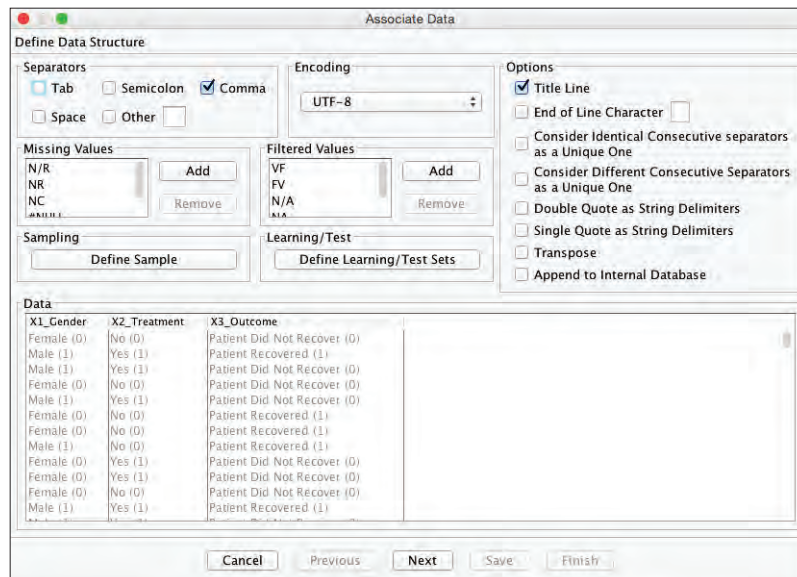 Associate Data
Define Data Structure
Separators
Tab
Semicolon
Comma
Space
Other
Encoding
UTF-8
Options
Title Line
End of Line Character
Consider Identical Consecutive separators
as a Unique One
Consider Different Consecutive Separators
as a Unique One
Double Quote as String Delimiters
Single Quote as String Delimiters
Transpose
Append to Internal Database
Missing Values
N/R
NR
NC
#NULL
Add
Remove
Filtered Values
VF
FV
N/A
NA
Add
Remove
Sampling
Define Sample
Learning/Test
Define Learning/Test Sets
Data
X1_Gender X2_Treatment X3_Outcome
Female (0) No (0) Patient Did Not Recover (0)
Male (1) Yes (1) Patient Recovered (1)
Male (1) Yes (1) Patient Did Not Recover (0)
Female (0) No (0) Patient Did Not Recover (0)
Male (1) Yes (1) Patient Did Not Recover (0)
Female (0) No (0) Patient Recovered (1)
Female (0) No (0) Patient Recovered (1)
Male (1) No (0) Patient Recovered (1)
Female (0) Yes (1) Patient Did Not Recover (0)
Female (0) Yes (1) Patient Did Not Recover (0)
Female (0) No (0) Patient Did Not Recover (0)
Male (1) Yes (1) Patient Recovered (1)
Cancel Previous Next Save Finish